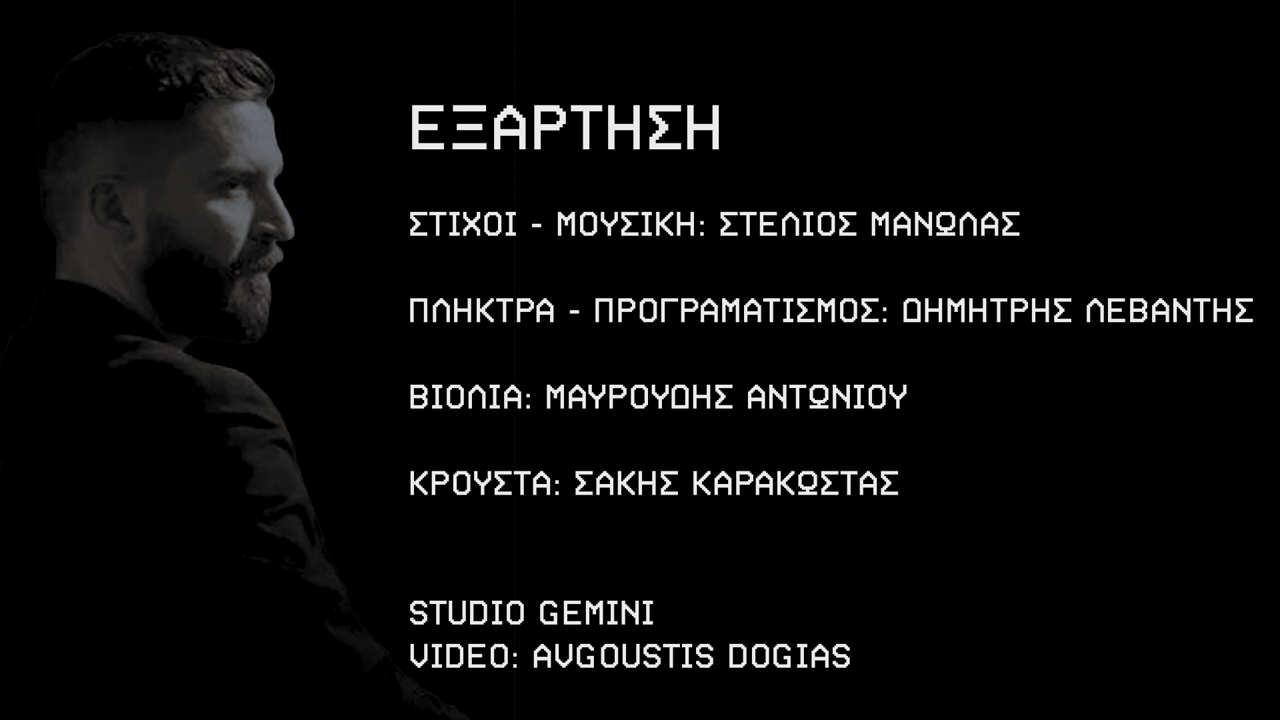 ΕΞΑΡΤΗΣΗ
ΣΤΙΧΟΙ - ΜΟΥΣΙΚΗ: ΣΤΕΛΙΟΣ ΜΑΝΩΛΑΣ
ΠΛΗΚΤΡΑ - ΠΡΟΓΡΑΜΑΤΙΣΜΟΣ: ΔΗΜΗΤΡΗΣ ΛΕΒΑΝΤΗΣ
ΒΙΟΛΙΑ: ΜΑΥΡΟΥΔΗΣ ΑΝΤΩΝΙΟΥ
ΚΡΟΥΣΤΑ: ΣΑΚΗΣ ΚΑΡΑΚΩΣΤΑΣ
STUDIO GEMINI
VIDEO: AVGOUSTIS DOGIAS